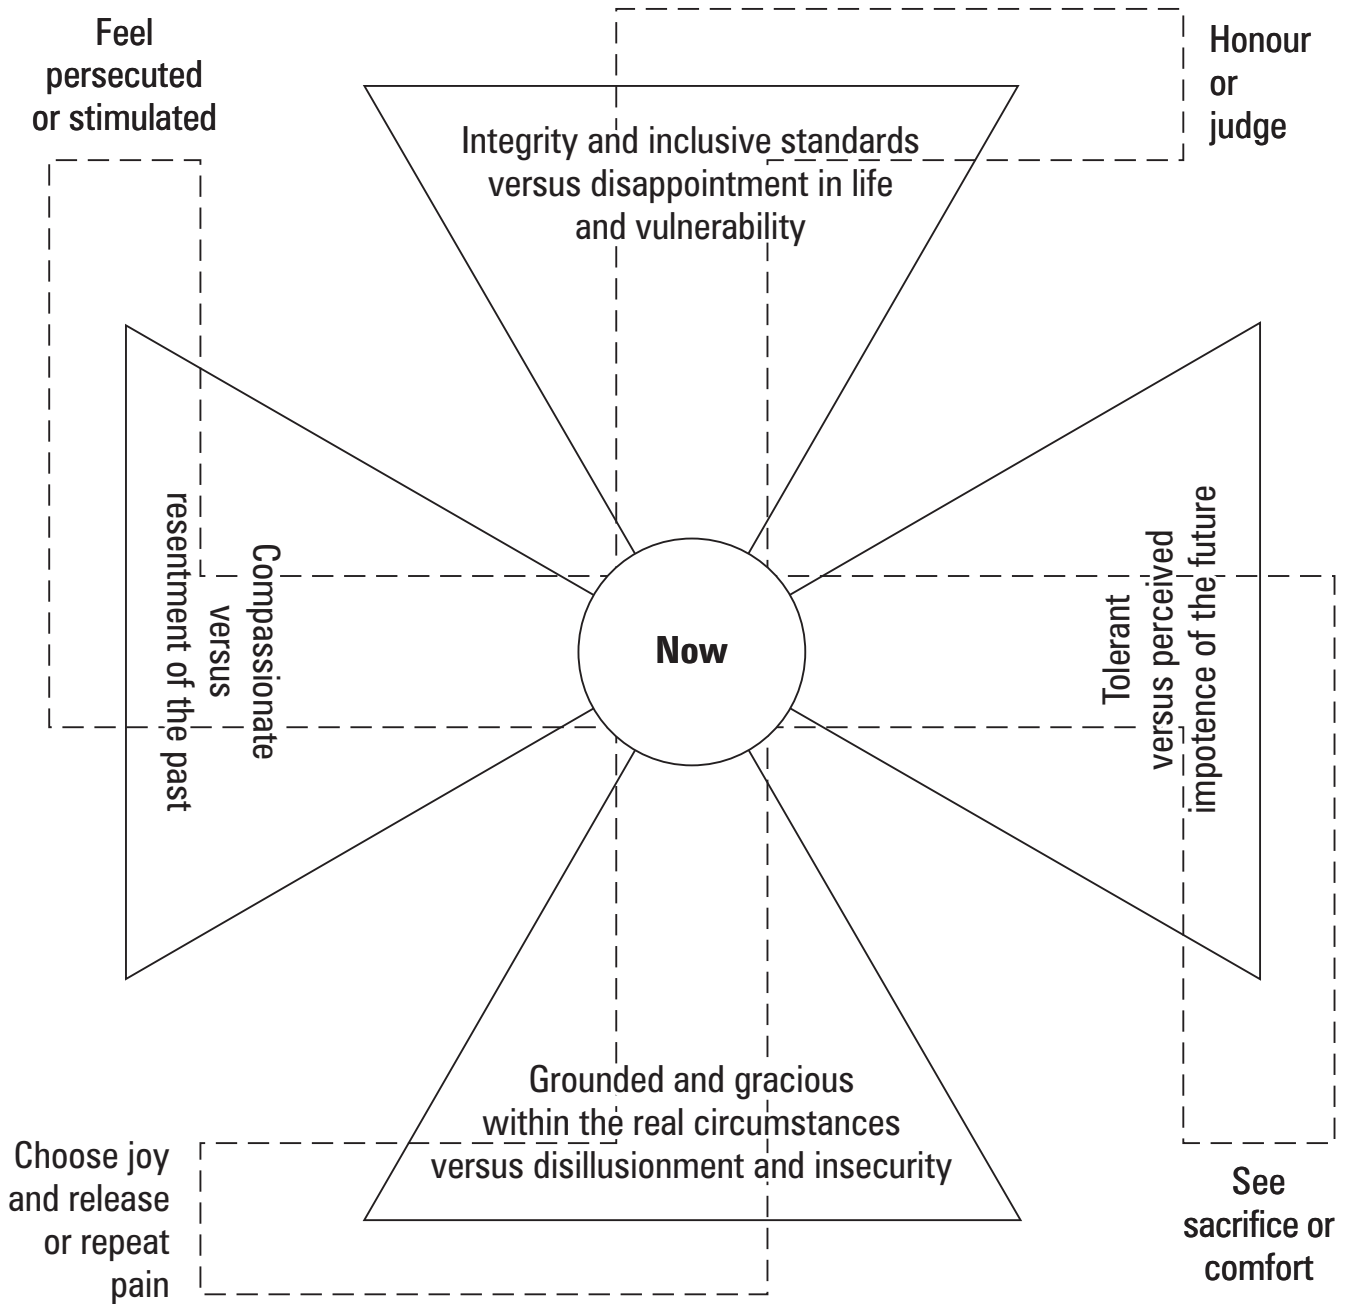 Feel
persecuted
or stimulated
Honour
or
judge
Integrity and inclusive standards
versus disappointment in life
and vulnerability
Compassionate
versus
resentment of the past
Now
Tolerant
versus perceived
impotence of the future
Grounded and gracious
within the real circumstances
versus disillusionment and insecurity
Choose joy
and release
or repeat
pain
See
sacrifice or
comfort